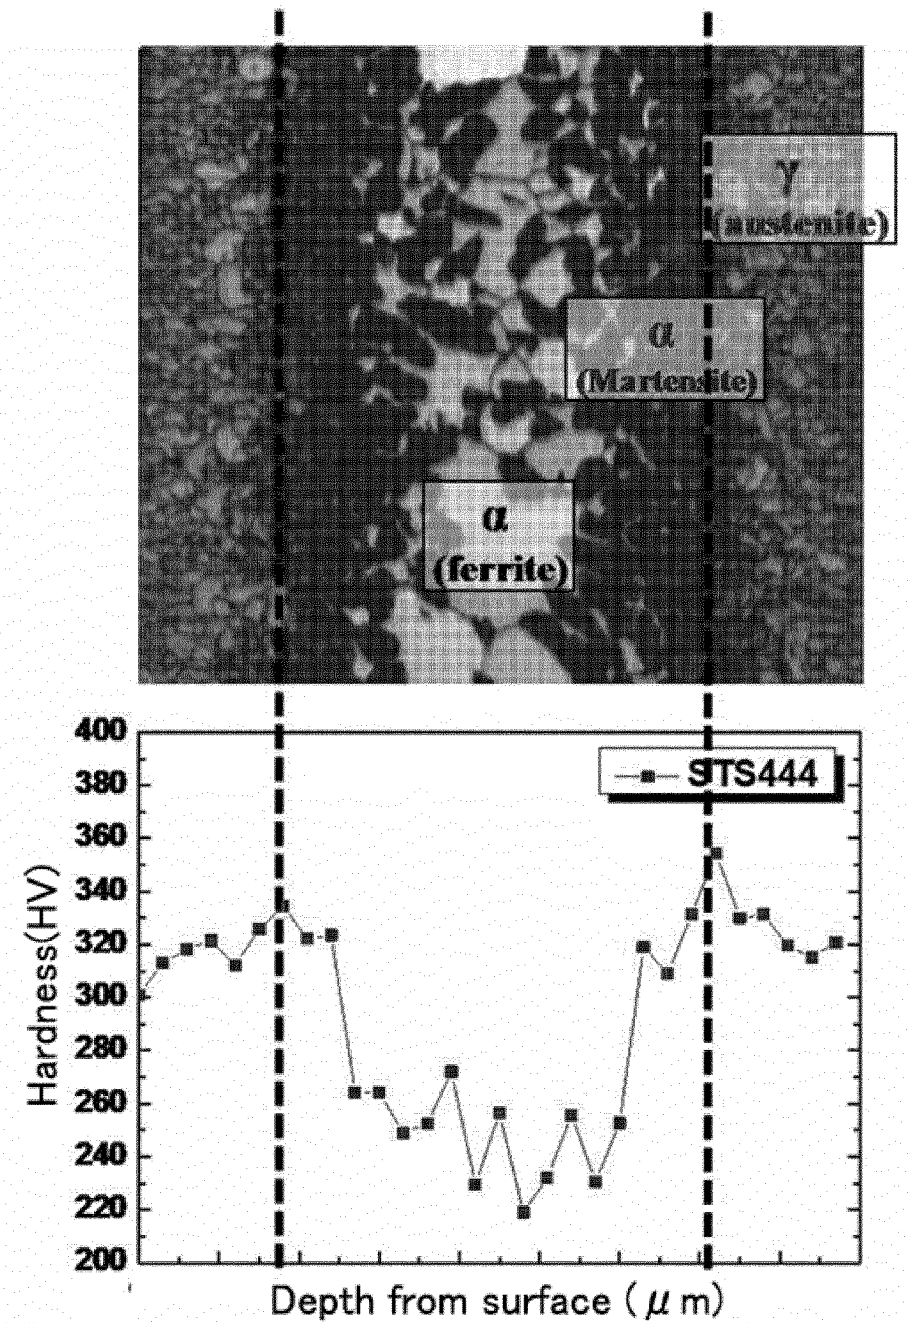 γ
(austenite)
α
(Martensite)
α
(ferrite)
400
380
360
340
320
300
280
260
240
220
200
Hardness(HV)
STS444
Depth from surface (μm)